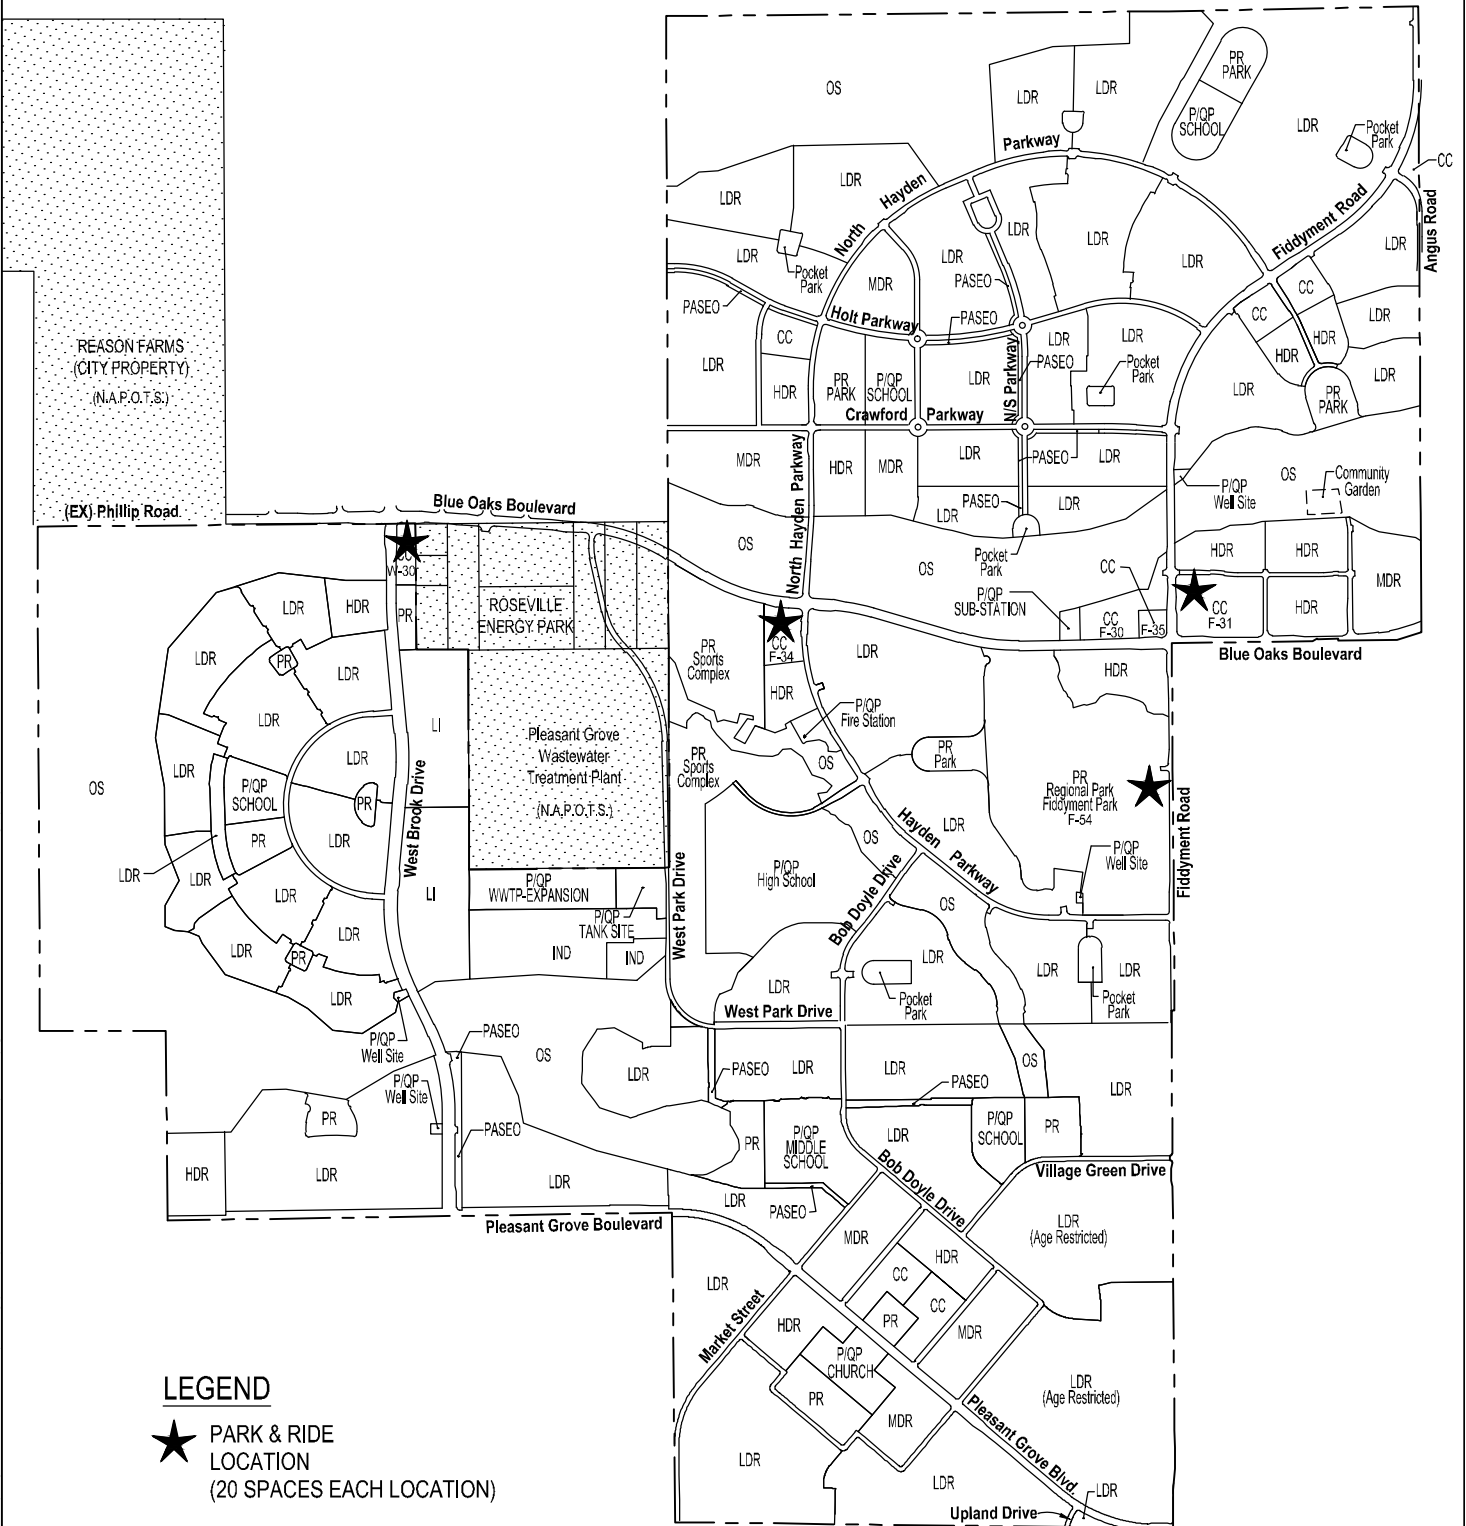 PR
PARK
P/QP
SCHOOL
OS
LDR
LDR
LDR
Pocket
Park
Parkway
CC
LDR
LDR
Hayden
North
Fiddyment Road
Angus Road
LDR
LDR
LDR
LDR
LDR
LDR
Pocket
Park
MDR
PASEO
CC
PASEO
Holt Parkway
PASEO
CC
LDR
CC
LDR
LDR
HDR
LDR
HDR
PR
PARK
P/QP
SCHOOL
LDR
N/S Parkway
PASEO
Pocket
Park
HDR
LDR
LDR
PR
PARK
Crawford
Parkway
REASON FARMS
(CITY PROPERTY)
(N.A.P.O.T.S.)
MDR
North Hayden Parkway
HDR
MDR
LDR
PASEO
LDR
OS
Community
Garden
P/QP
Well Site
PASEO
LDR
LDR
(EX) Phillip Road
Blue Oaks Boulevard
OS
OS
Pocket
Park
CC
HDR
HDR
MDR
CC
W-30
P/QP
SUB-STATION
CC
F-30
F-35
CC
F-31
HDR
LDR
HDR
PR
ROSEVILLE
ENERGY PARK
PR
Sports
Complex
CC
F-34
LDR
Blue Oaks Boulevard
LDR
PR
LDR
HDR
HDR
LDR
LI
P/QP
Fire Station
Pleasant Grove
Wastewater
Treatment Plant
(N.A.P.O.T.S.)
PR
Sports
Complex
OS
PR
Park
LDR
LDR
OS
P/QP
SCHOOL
PR
West Brook Drive
PR
Regional Park
Fiddyment Park
F-54
Fiddyment Road
PR
LDR
LDR
LDR
LDR
LI
P/QP
WWTP-EXPANSION
P/QP
TANK SITE
West Park Drive
P/QP
High School
OS
Hayden
Parkway
LDR
P/QP
Well Site
Bob Doyle Drive
OS
LDR
LDR
PR
IND
IND
LDR
LDR
LDR
LDR
LDR
Pocket
Park
Pocket
Park
West Park Drive
P/QP
Well Site
PASEO
OS
LDR
PASEO
LDR
LDR
OS
PASEO
LDR
P/QP
Well Site
PR
PASEO
PR
P/QP
MIDDLE
SCHOOL
LDR
P/QP
SCHOOL
PR
HDR
LDR
LDR
Bob Doyle Drive
Village Green Drive
LDR
PASEO
Pleasant Grove Boulevard
MDR
LDR
(Age Restricted)
HDR
CC
LDR
CC
PR
Market Street
HDR
MDR
P/QP
CHURCH
LDR
(Age Restricted)
PR
MDR
Pleasant Grove Blvd.
LDR
LDR
LDR
Upland Drive
LEGEND
PARK & RIDE
LOCATION
(20 SPACES EACH LOCATION)